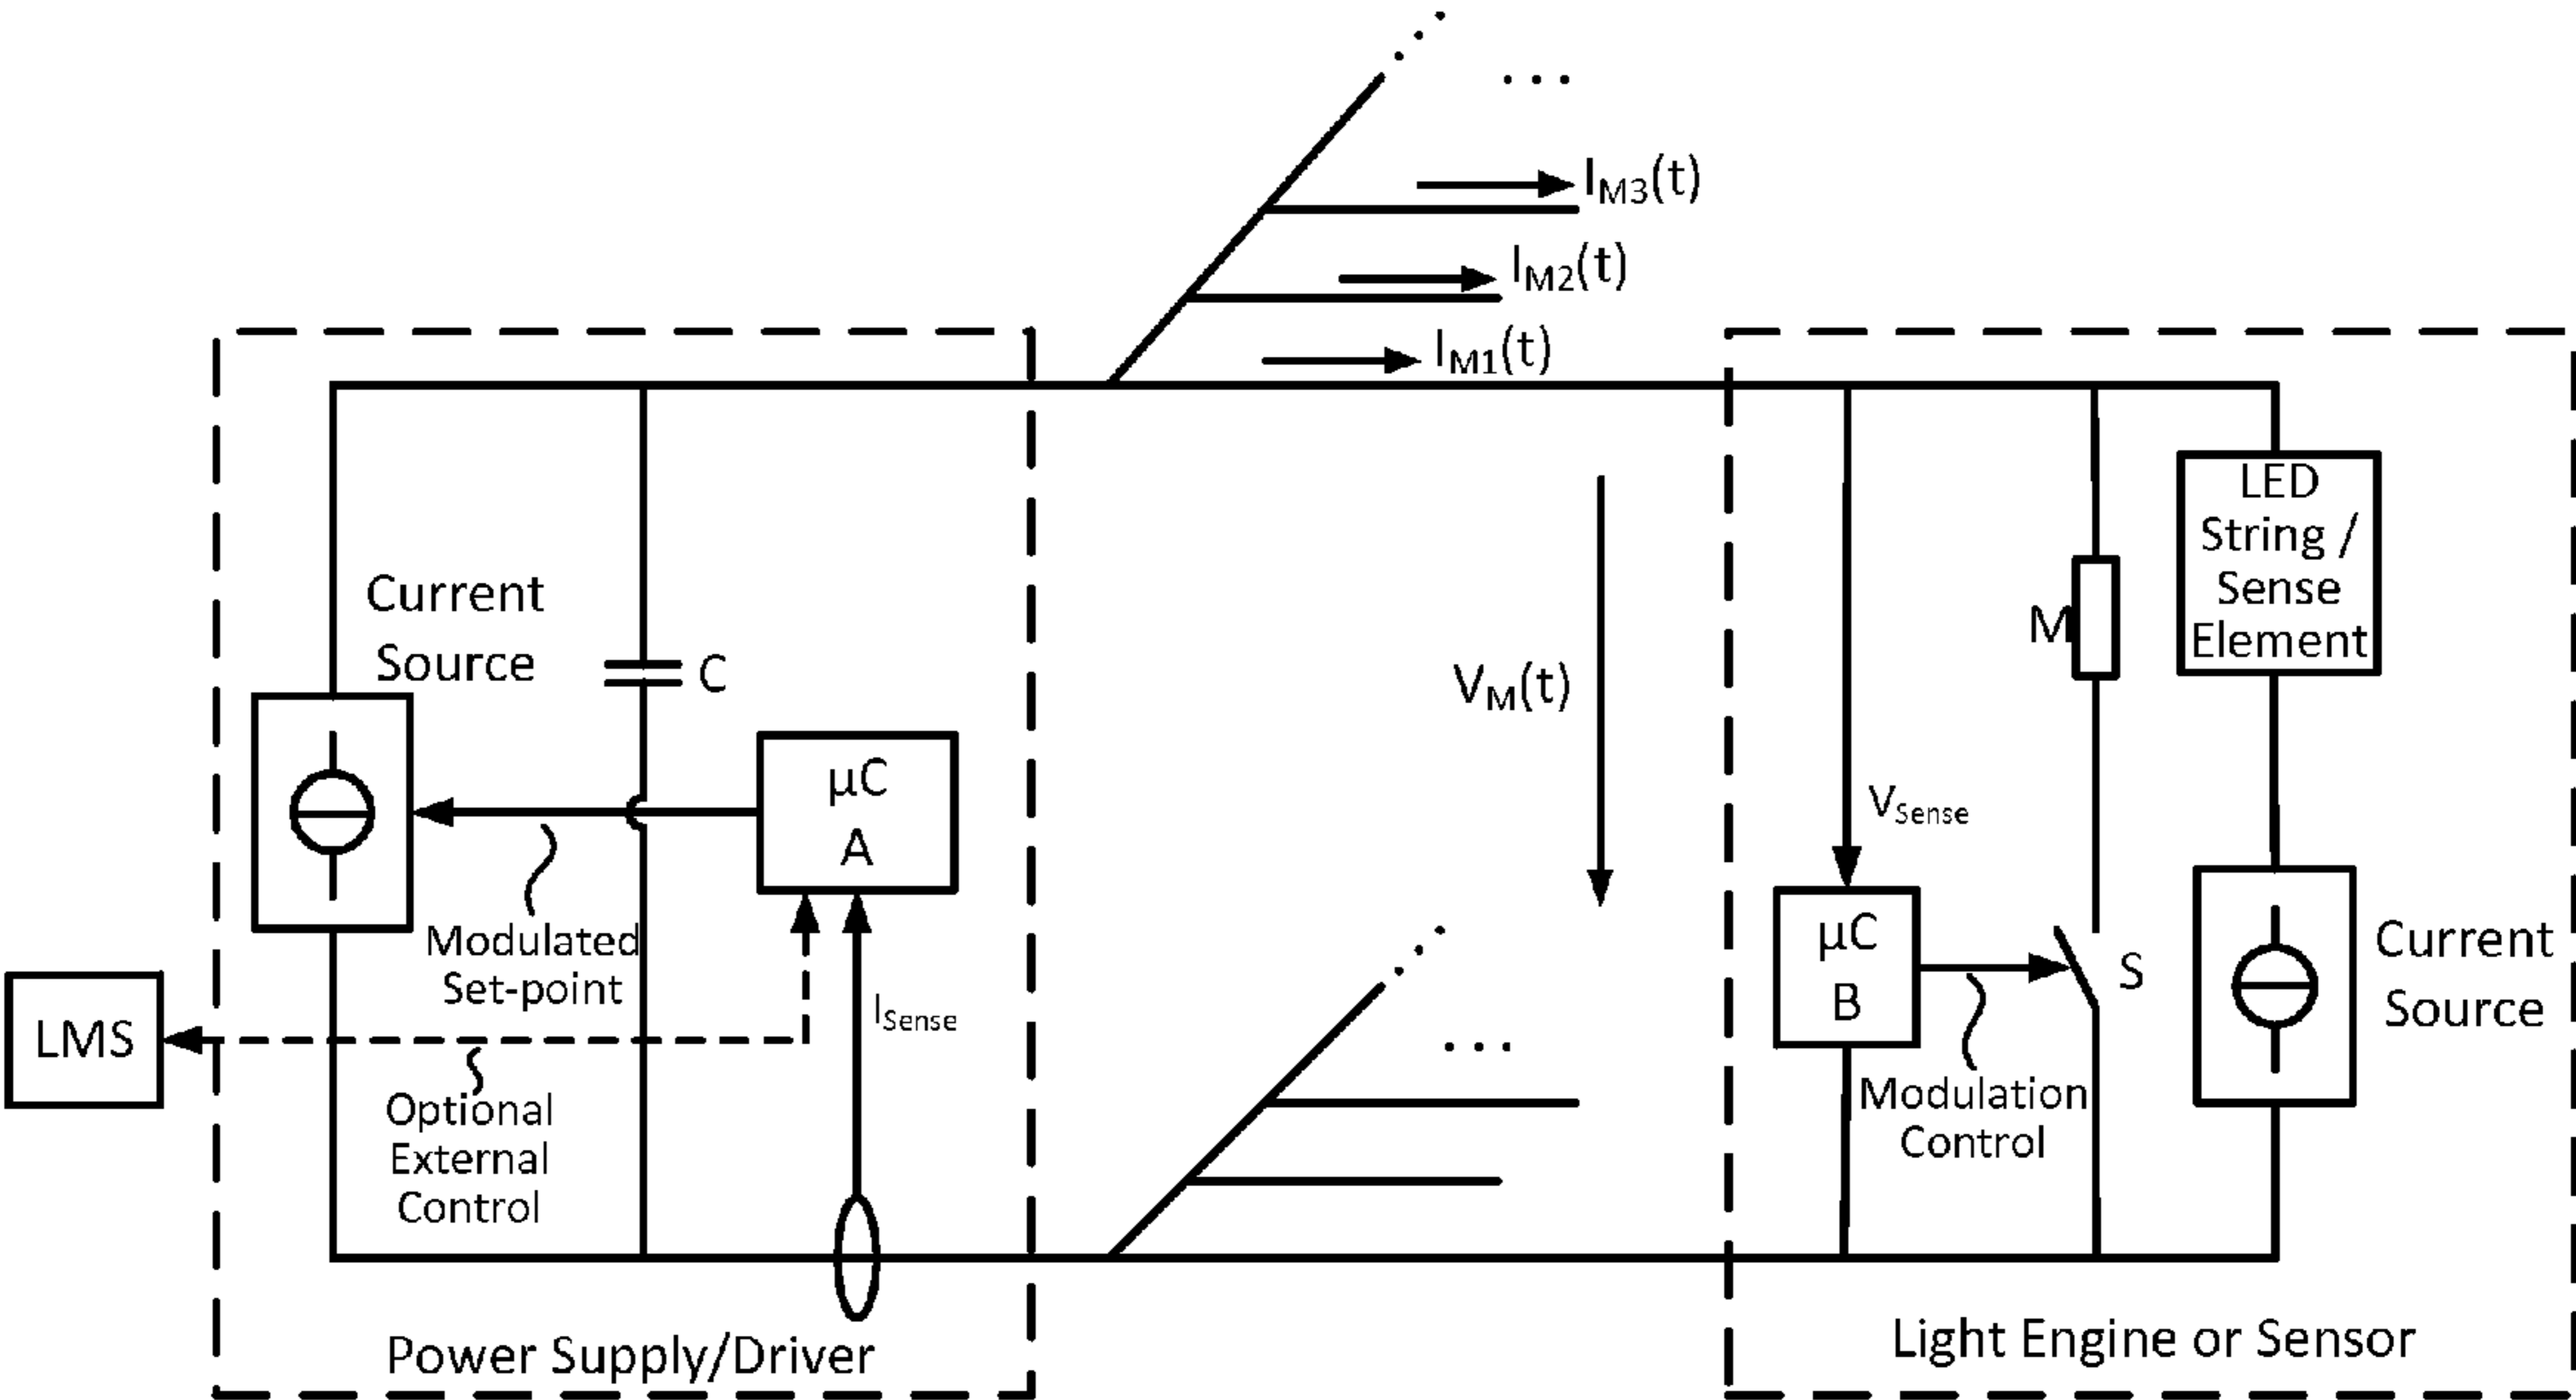 I_M3(t)
I_M2(t)
I_M1(t)
Current
Source
C
µC
A
Modulated
Set-point
LMS
I_Sense
Optional
External
Control
Power Supply/Driver
V_M(t)
V_Sense
µC
B
Modulation
Control
M
S
LED
String /
Sense
Element
Current
Source
Light Engine or Sensor